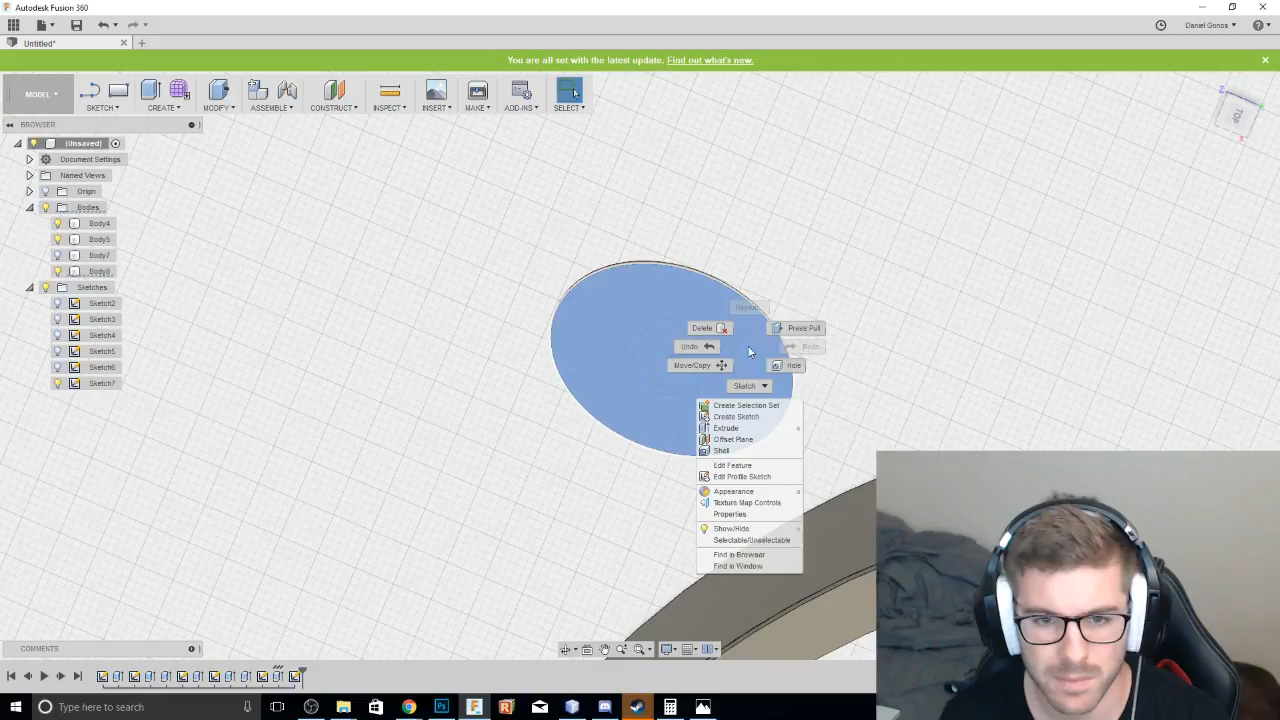 Autodesk Fusion 360
Daniel Gonos
Untitled*
You are all set with the latest update. Find out what's new.
MODEL
SKETCH
CREATE
MODIFY
ASSEMBLE
CONSTRUCT
INSPECT
INSERT
MAKE
ADD-INS
SELECT
BROWSER
(Unsaved)
Document Settings
Named Views
Origin
Bodies
Body4
Body5
Body7
Body8
Sketches
Sketch2
Sketch3
Sketch4
Sketch5
Sketch6
Sketch7
Z
TOP
X
Repeat
Delete
Press Pull
Undo
Redo
Move/Copy
Hole
Sketch
Create Selection Set
Create Sketch
Extrude e
Offset Plane
Shell
Edit Feature
Edit Profile Sketch
Appearance a
Texture Map Controls
Properties
Show/Hide v
Selectable/Unselectable
Find in Browser
Find in Window
COMMENTS
Type here to search